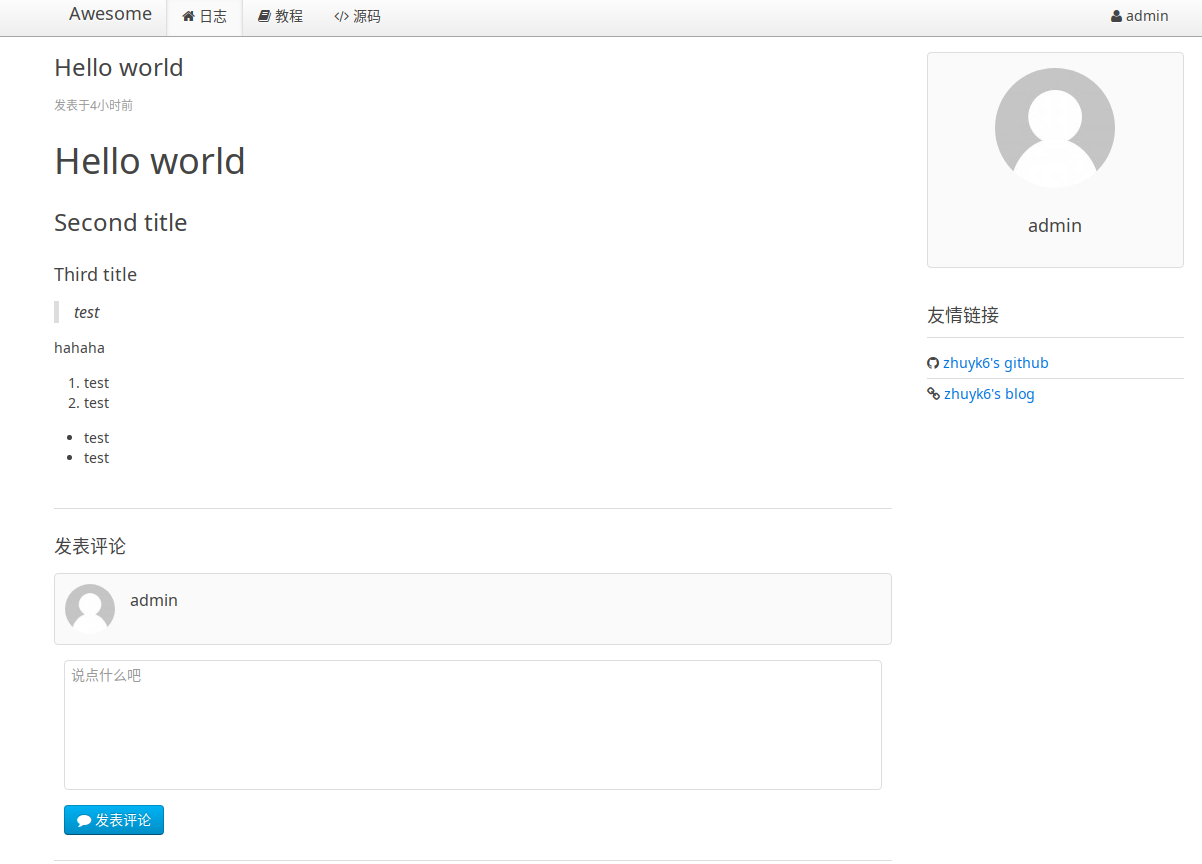 Awesome 日志 教程 </> 源码 admin
Hello world
发表于4小时前
Hello world
Second title
Third title
test
hahaha
1. test
2. test
• test
• test
发表评论
admin
说点什么吧
发表评论
admin
友情链接
zhuyk6's github
zhuyk6's blog